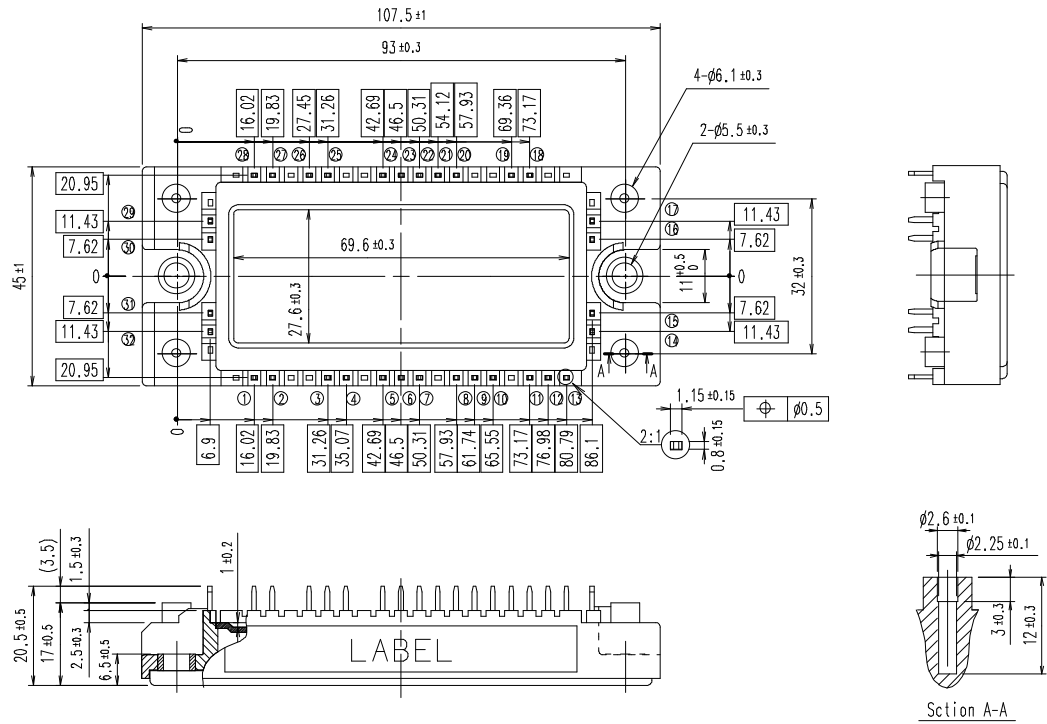 107.5 ±1
93 ±0.3
4-ø6.1 ±0.3
2-ø5.5 ±0.3
0 16.02 19.83 27.45 31.26 42.69 46.5 50.31 54.12 57.93 69.36 73.17
28 27 26 25 24 23 22 21 20 19 18
20.95
29 17
11.43 16 11.43
7.62 30 7.62
69.6 ±0.3
45 ±1
0 11 +0.5 0 0 32 ±0.3
27.6 ±0.3
7.62 31 15 7.62
11.43 32 14 11.43
20.95
A A
1 2 3 4 5 6 7 8 9 10 11 12 13
0 6.9 16.02 19.83 31.26 35.07 42.69 46.5 50.31 57.93 61.74 65.55 73.17 76.98 80.79 86.1
1.15 ±0.15
ø0.5
2:1
0.8 ±0.15
20.5 ±0.5
17 ±0.5
(3.5)
1.5 ±0.3
2.5 ±0.3
6.5 ±0.5
1 ±0.2
LABEL
ø2.6 ±0.1
ø2.25 ±0.1
3 ±0.3
12 ±0.3
Sction A-A